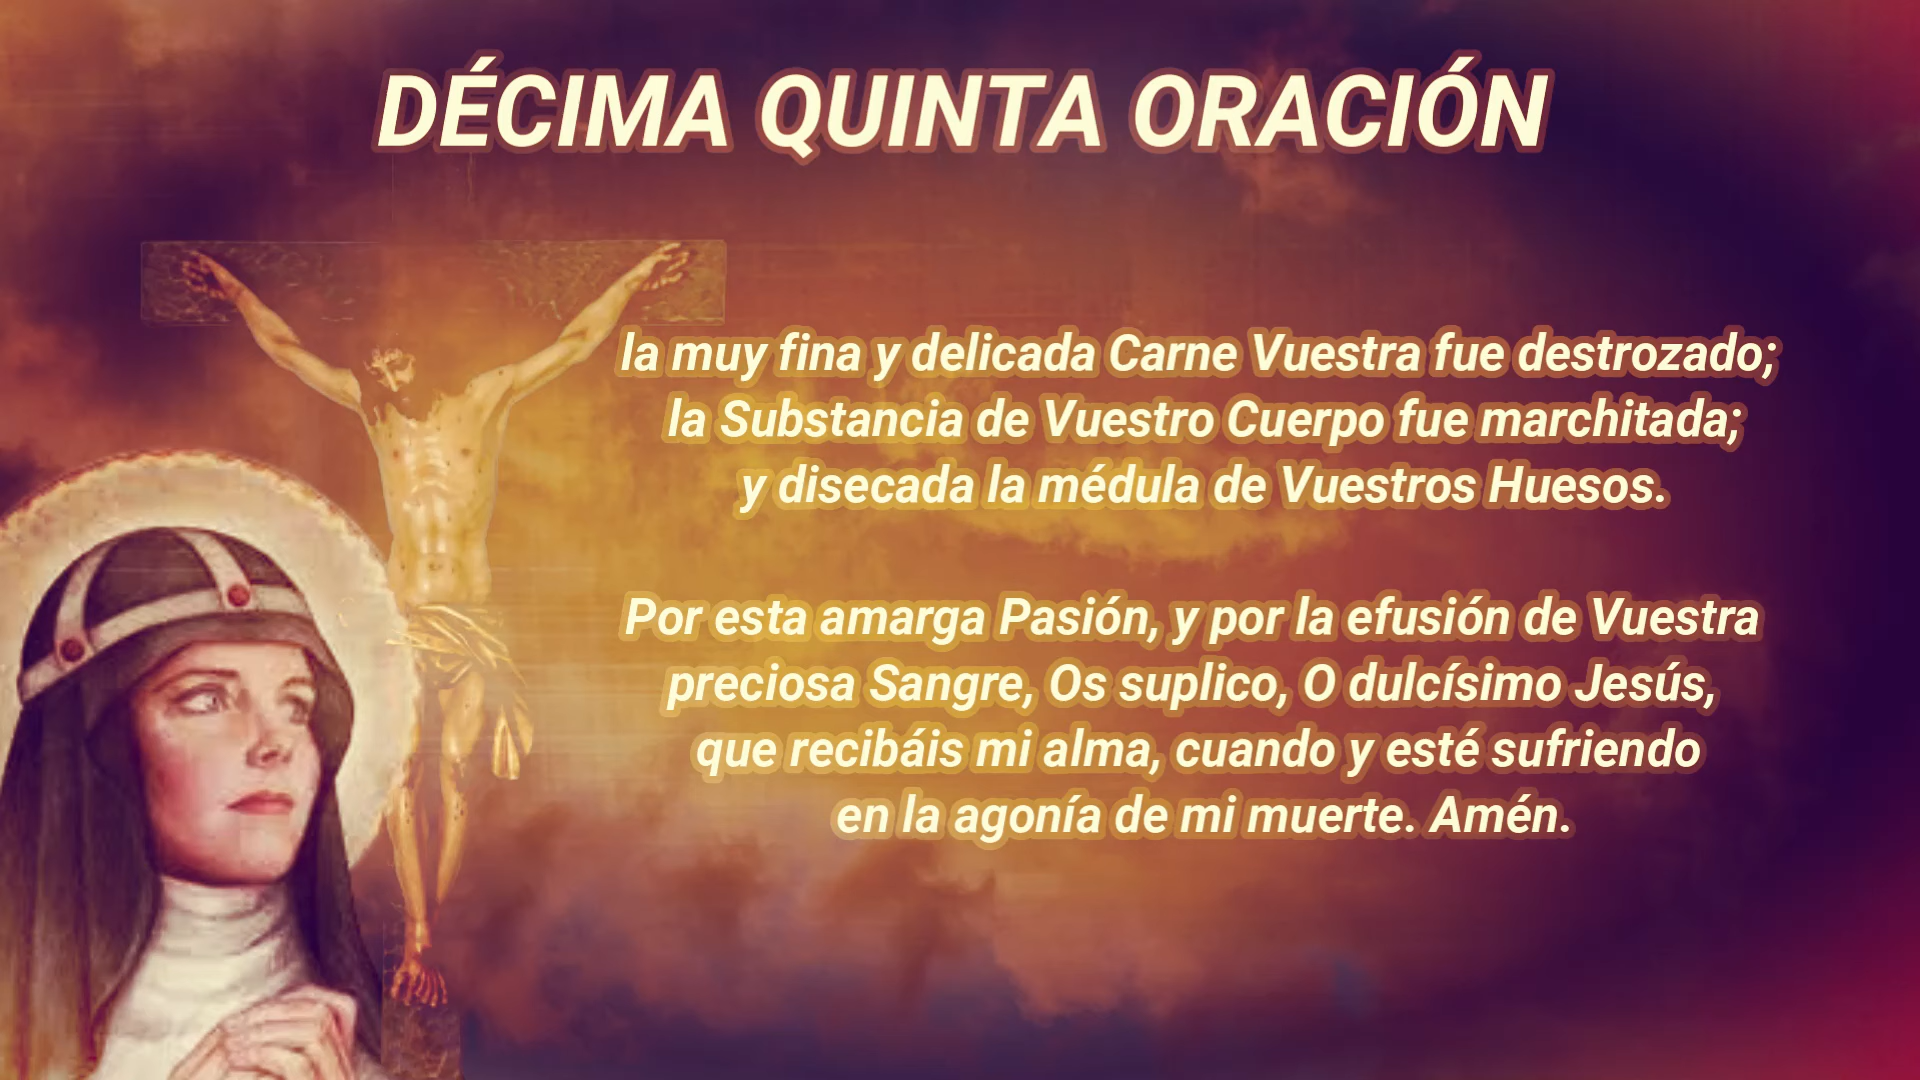 DÉCIMA QUINTA ORACIÓN
la muy fina y delicada Carne Vuestra fue destrozado;
la Substancia de Vuestro Cuerpo fue marchitada;
y disecada la médula de Vuestros Huesos.
Por esta amarga Pasión, y por la efusión de Vuestra
preciosa Sangre, Os suplico, O dulcísimo Jesús,
que recibáis mi alma, cuando y esté sufriendo
en la agonía de mi muerte. Amén.